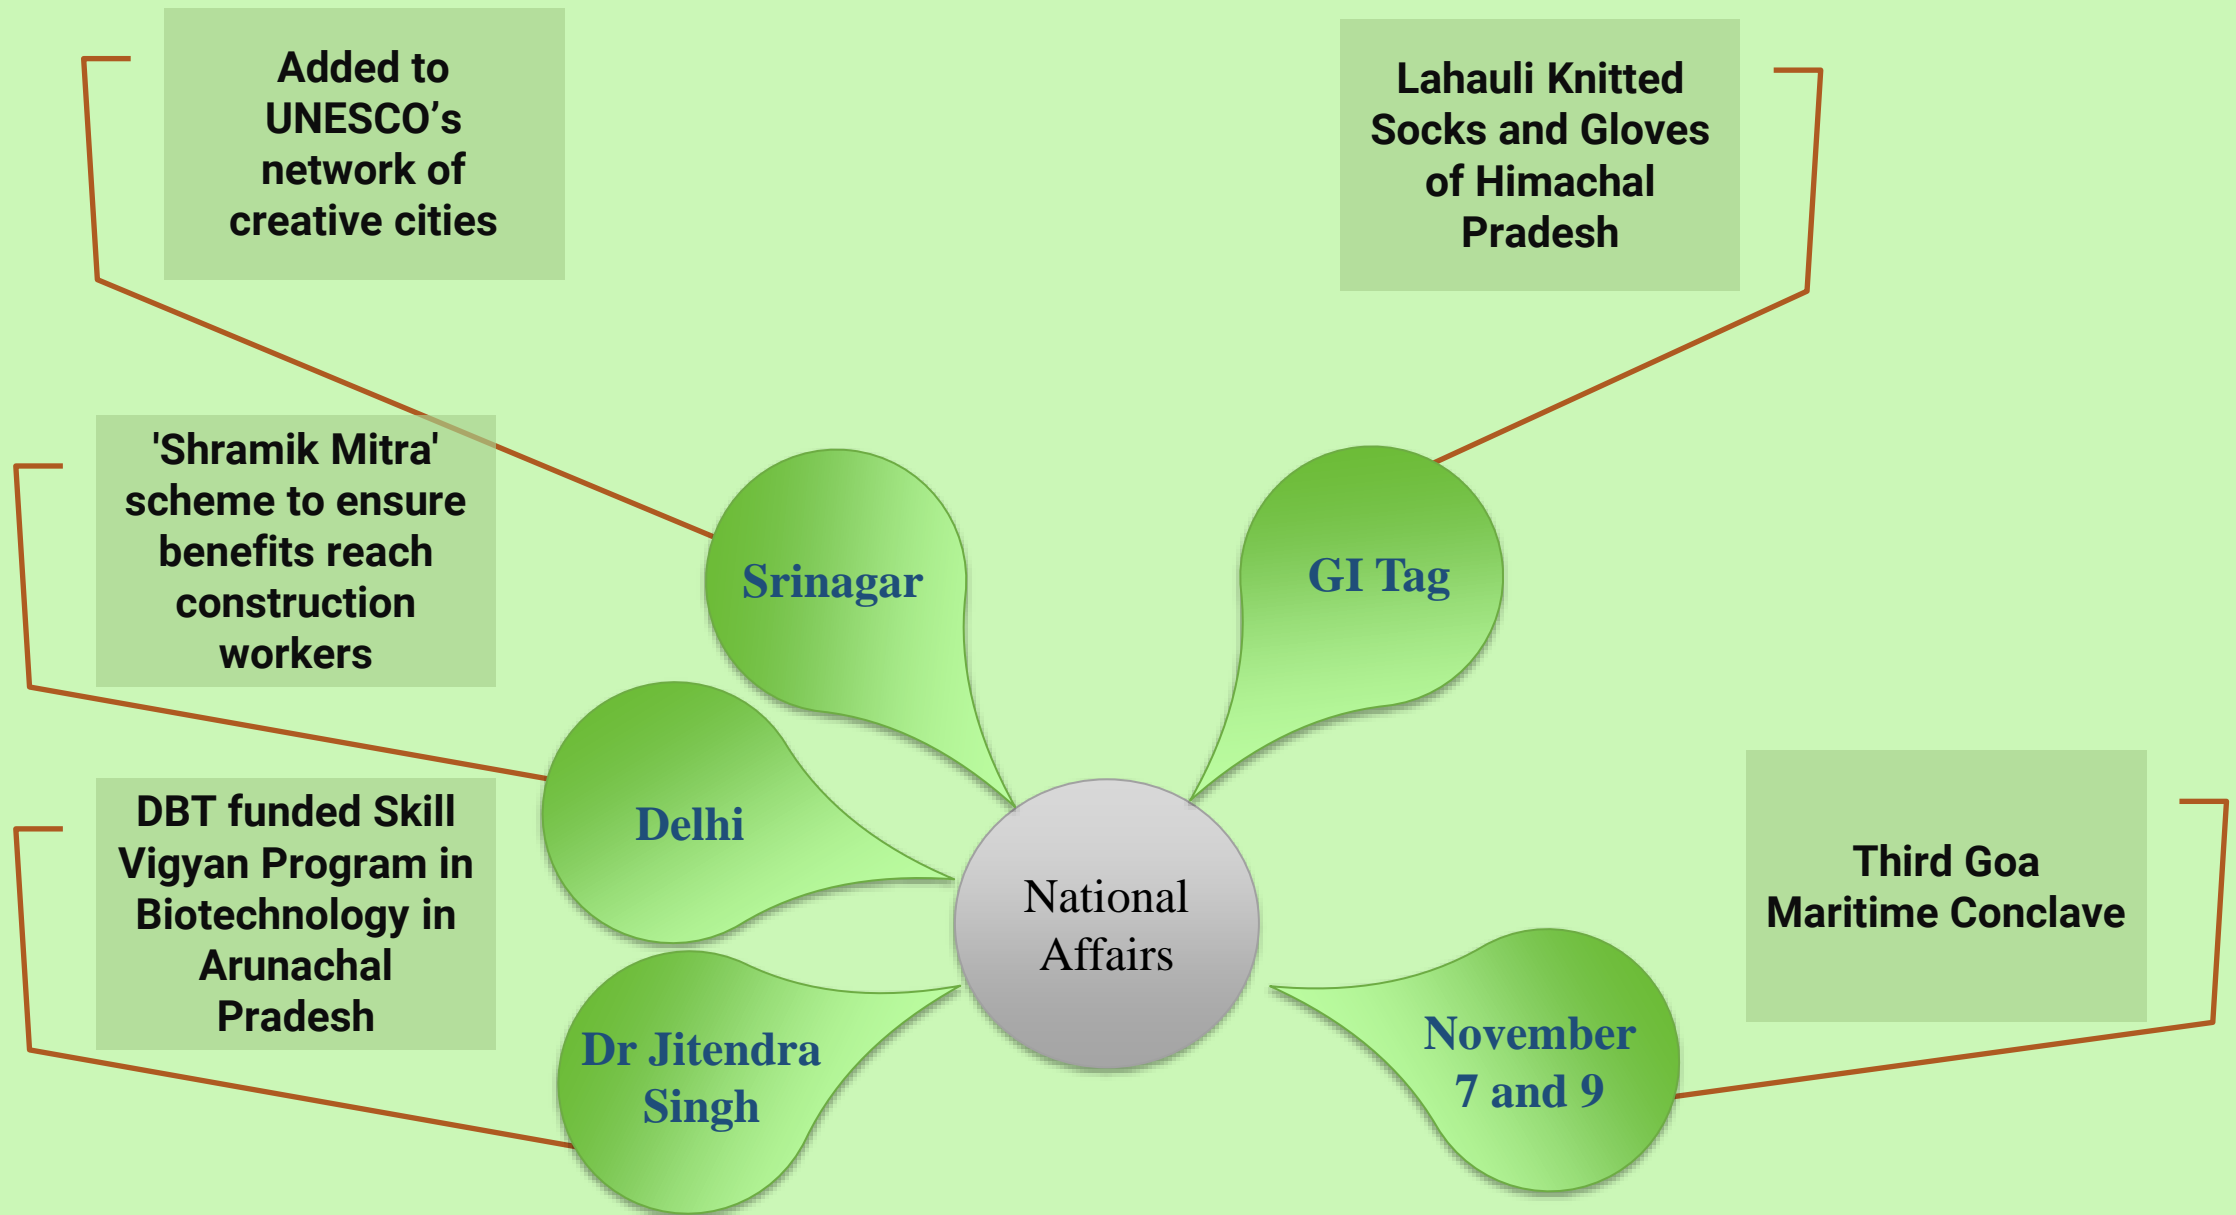 Added to
UNESCO’s
network of
creative cities
Lahauli Knitted
Socks and Gloves
of Himachal
Pradesh
'Shramik Mitra'
scheme to ensure
benefits reach
construction
workers
Srinagar
GI Tag
Delhi
DBT funded Skill
Vigyan Program in
Biotechnology in
Arunachal
Pradesh
National
Affairs
Third Goa
Maritime Conclave
Dr Jitendra
Singh
November
7 and 9